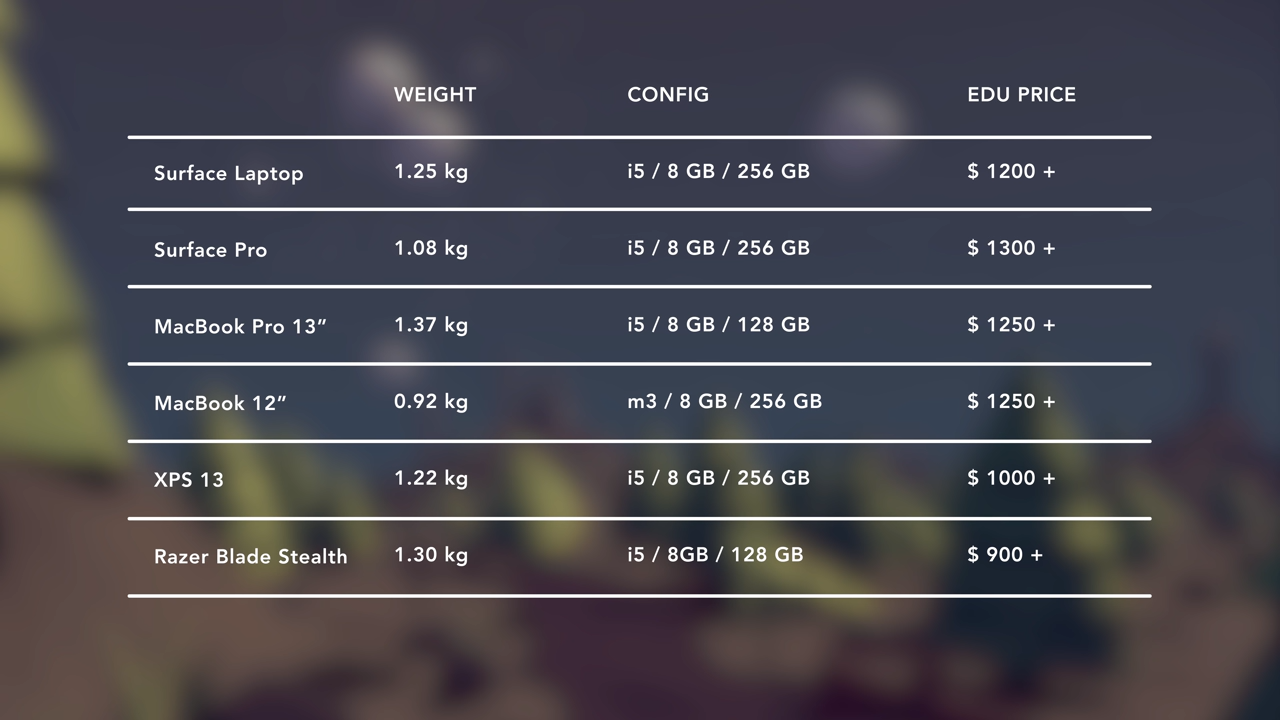 WEIGHT CONFIG EDU PRICE
Surface Laptop 1.25 kg i5 / 8 GB / 256 GB $ 1200 +
Surface Pro 1.08 kg i5 / 8 GB / 256 GB $ 1300 +
MacBook Pro 13” 1.37 kg i5 / 8 GB / 128 GB $ 1250 +
MacBook 12” 0.92 kg m3 / 8 GB / 256 GB $ 1250 +
XPS 13 1.22 kg i5 / 8 GB / 256 GB $ 1000 +
Razer Blade Stealth 1.30 kg i5 / 8GB / 128 GB $ 900 +